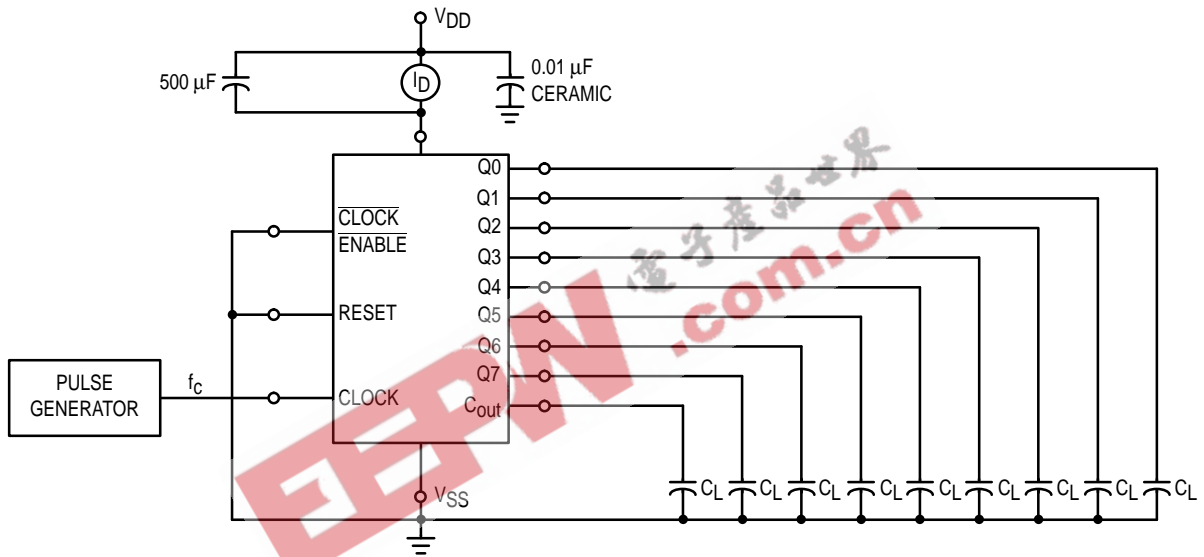 VDD
500 µF
ID
0.01 µF
CERAMIC
Q0
Q1
CLOCK
ENABLE
Q2
Q3
Q4
RESET
Q5
Q6
Q7
PULSE
GENERATOR
fc
CLOCK
Cout
VSS
CL
CL
CL
CL
CL
CL
CL
CL
CL
電子產品世界
.com.cn
EEPW